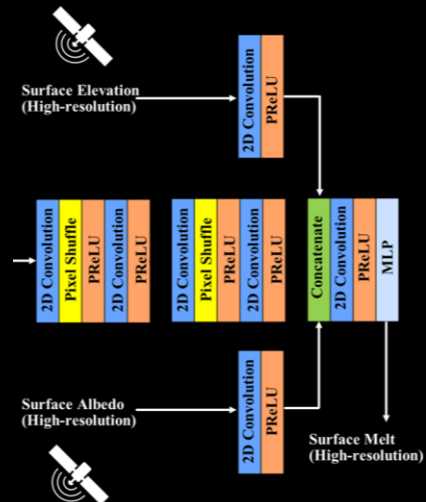 Surface Elevation
(High-resolution)
2D Convolution
PReLU
2D Convolution
Pixel Shuffle
PReLU
2D Convolution
PReLU
2D Convolution
Pixel Shuffle
PReLU
2D Convolution
PReLU
Concatenate
2D Convolution
PReLU
MLP
2D Convolution
PReLU
Surface Albedo
(High-resolution)
Surface Melt
(High-resolution)